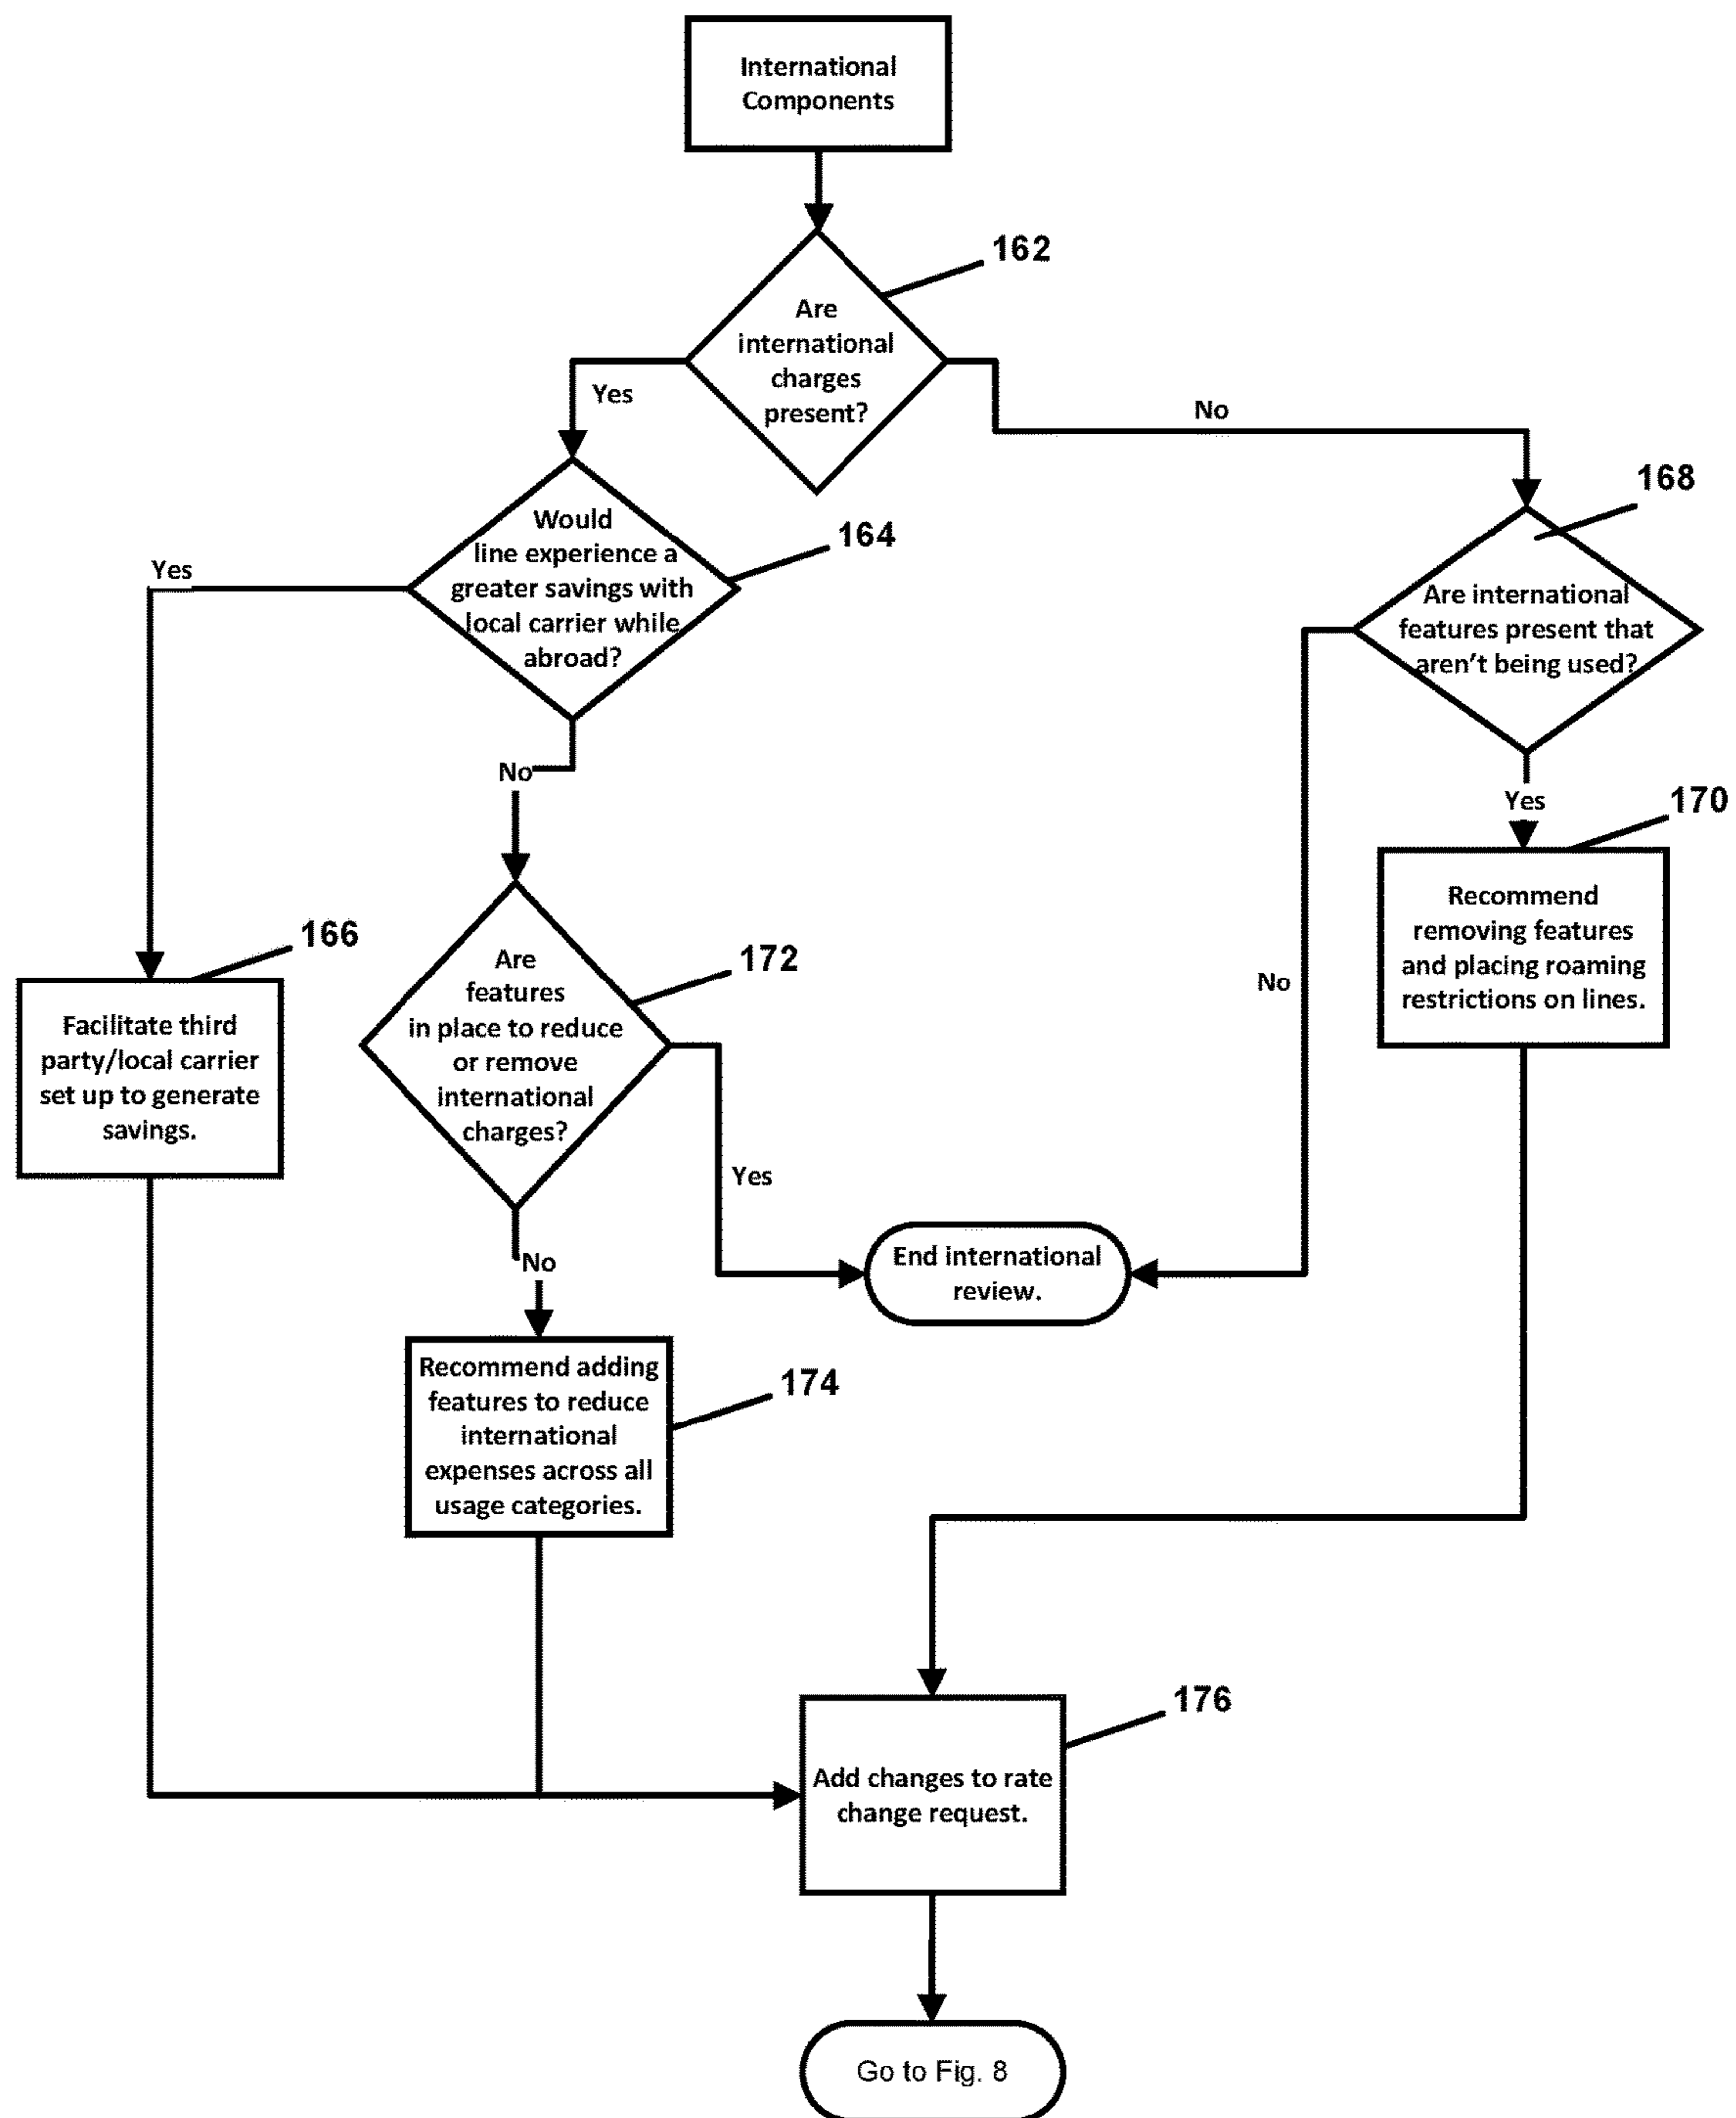 International
Components
162
Are
international
charges
present?
Yes
No
168
Would
line experience a
greater savings with
local carrier while
abroad?
164
Yes
Are international
features present that
aren't being used?
No
Yes
170
Recommend
removing features
and placing roaming
restrictions on lines.
166
Facilitate third
party/local carrier
set up to generate
savings.
172
Are
features
in place to reduce
or remove
international
charges?
No
Yes
End international
review.
No
Recommend adding
features to reduce
international
expenses across all
usage categories.
174
176
Add changes to rate
change request.
Go to Fig. 8